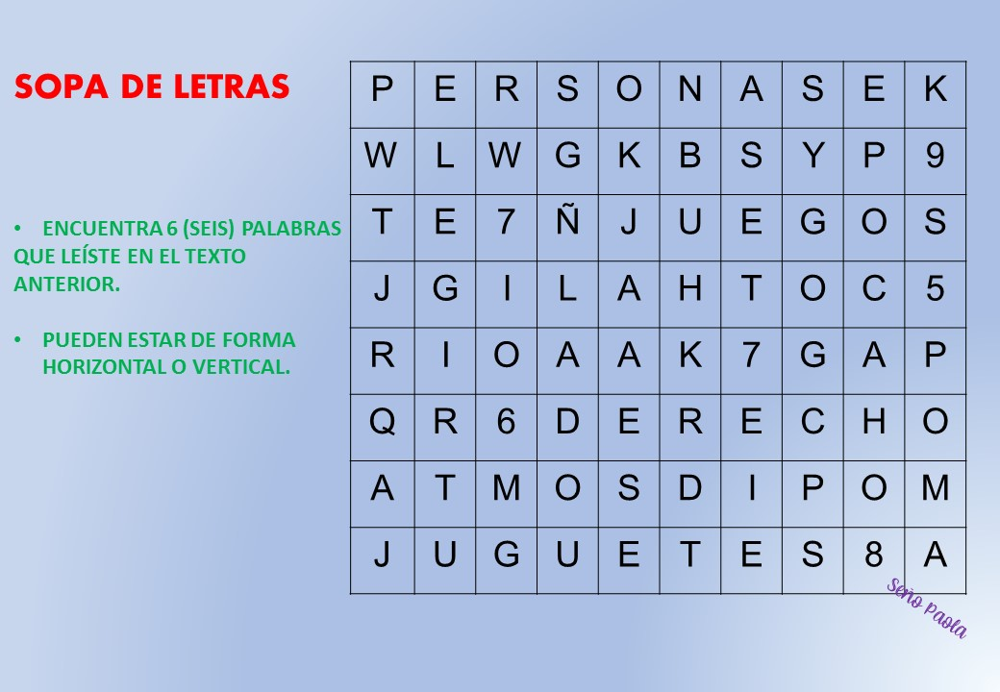 SOPA DE LETRAS
• ENCUENTRA 6 (SEIS) PALABRAS
QUE LEÍSTE EN EL TEXTO
ANTERIOR.
• PUEDEN ESTAR DE FORMA
HORIZONTAL O VERTICAL.
P E R S O N A S E K
W L W G K B S Y P 9
T E 7 Ñ J U E G O S
J G I L A H T O C 5
R I O A A K 7 G A P
Q R 6 D E R E C H O
A T M O S D I P O M
J U G U E T E S 8 A
Seño Paola